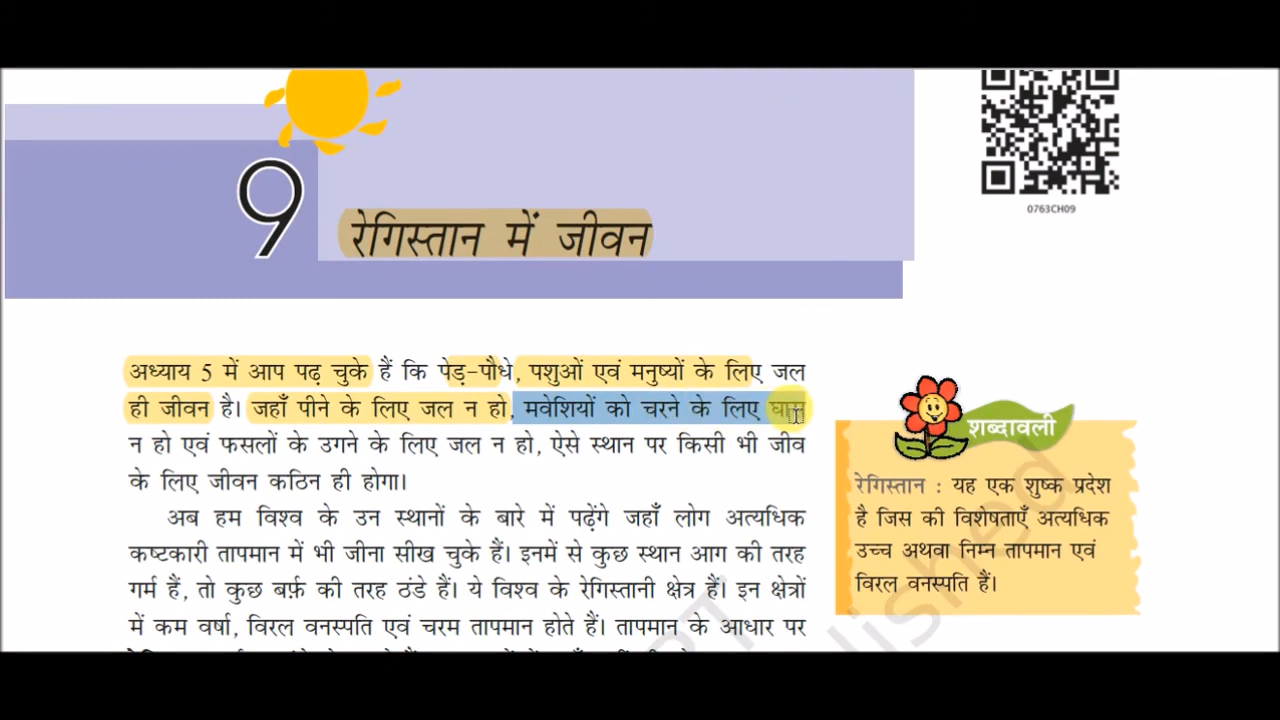 9
रेगिस्तान में जीवन
0763CH09
अध्याय 5 में आप पढ़ चुके हैं कि पेड़-पौधे, पशुओं एवं मनुष्यों के लिए जल
ही जीवन है। जहाँ पीने के लिए जल न हो, मवेशियों को चरने के लिए घास
न हो एवं फसलों के उगने के लिए जल न हो, ऐसे स्थान पर किसी भी जीव
के लिए जीवन कठिन ही होगा।
अब हम विश्व के उन स्थानों के बारे में पढ़ेंगे जहाँ लोग अत्यधिक
कष्टकारी तापमान में भी जीना सीख चुके हैं। इनमें से कुछ स्थान आग की तरह
गर्म हैं, तो कुछ बर्फ़ की तरह ठंडे हैं। ये विश्व के रेगिस्तानी क्षेत्र हैं। इन क्षेत्रों
में कम वर्षा, विरल वनस्पति एवं चरम तापमान होते हैं। तापमान के आधार पर
शब्दावली
रेगिस्तान : यह एक शुष्क प्रदेश
है जिस की विशेषताएँ अत्यधिक
उच्च अथवा निम्न तापमान एवं
विरल वनस्पति हैं।